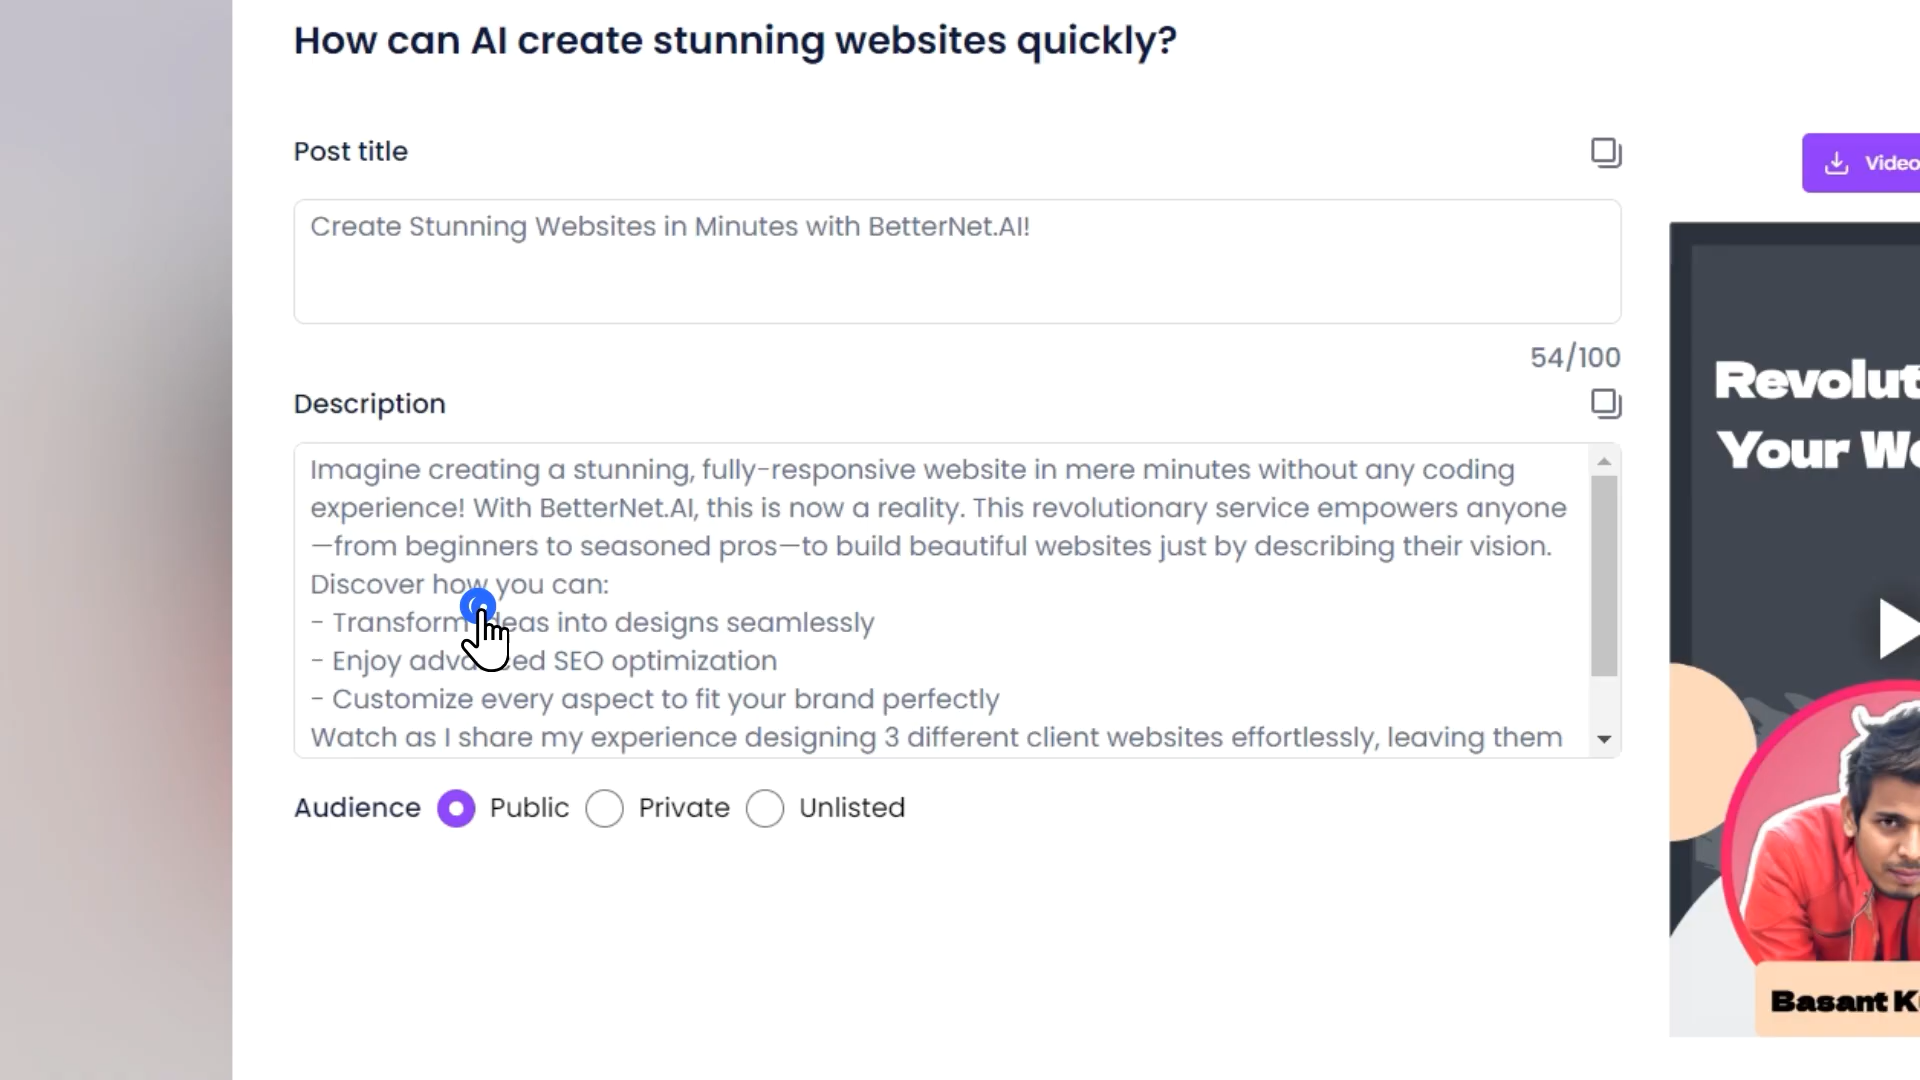 How can AI create stunning websites quickly?
Post title
Video
Create Stunning Websites in Minutes with BetterNet.AI!
54/100
Description
Imagine creating a stunning, fully-responsive website in mere minutes without any coding
experience! With BetterNet.AI, this is now a reality. This revolutionary service empowers anyone
—from beginners to seasoned pros—to build beautiful websites just by describing their vision.
Discover how you can:
- Transform ideas into designs seamlessly
- Enjoy advanced SEO optimization
- Customize every aspect to fit your brand perfectly
Watch as I share my experience designing 3 different client websites effortlessly, leaving them
Audience Public Private Unlisted
Revolut
Your We
Basant K